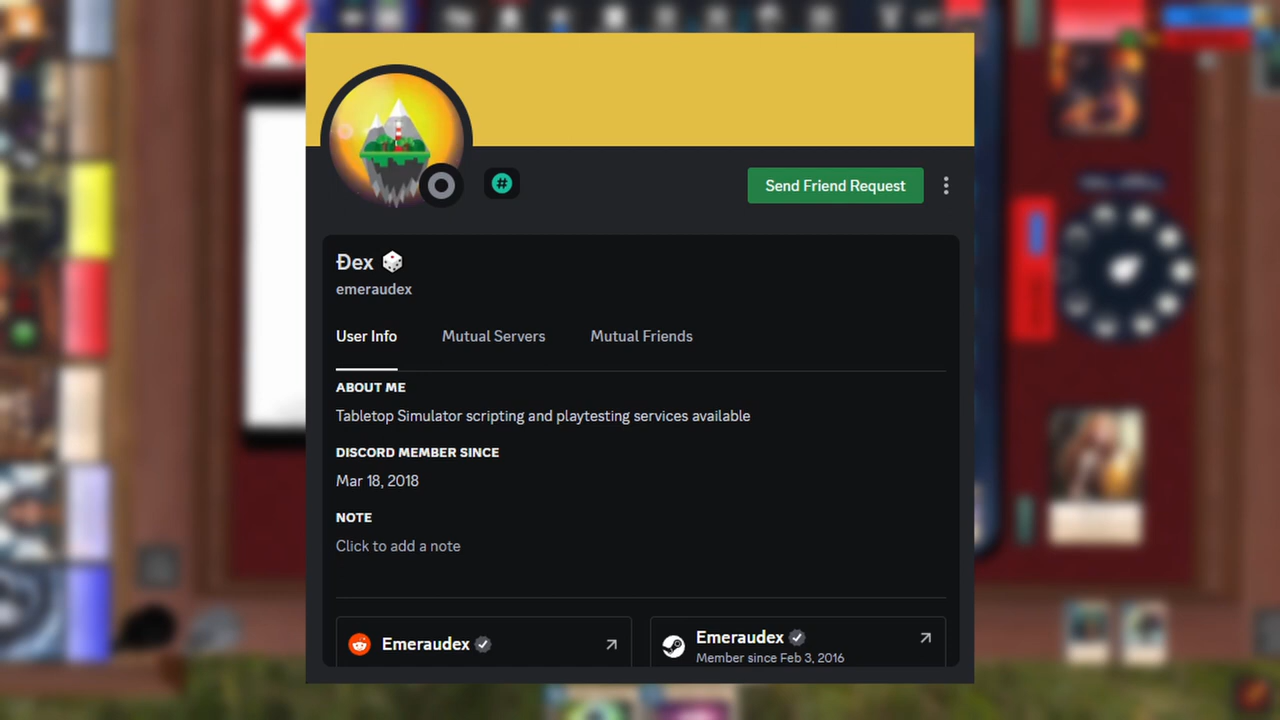 Send Friend Request
Ðex
emeraudex
User Info Mutual Servers Mutual Friends
ABOUT ME
Tabletop Simulator scripting and playtesting services available
DISCORD MEMBER SINCE
Mar 18, 2018
NOTE
Click to add a note
Emeraudex
Emeraudex
Member since Feb 3, 2016